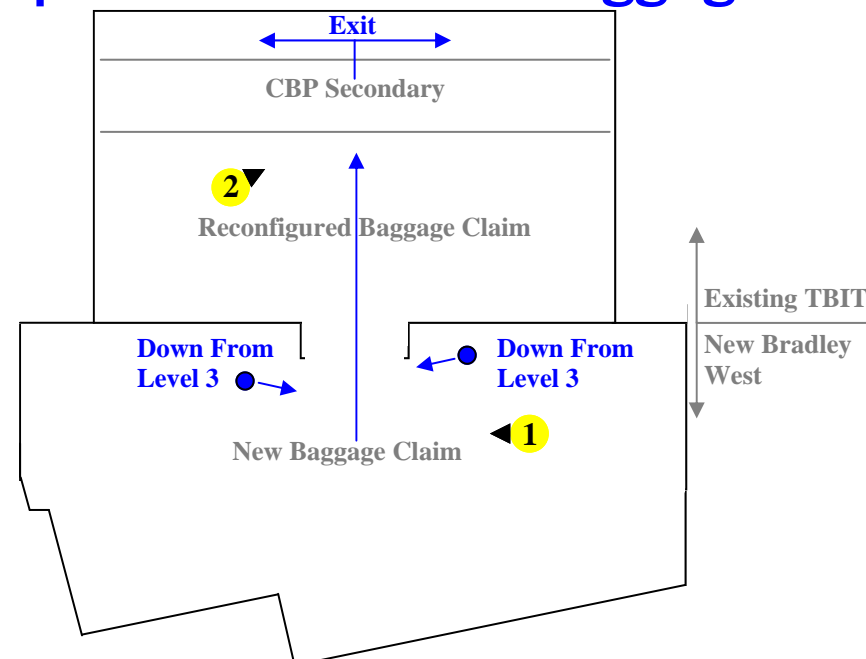 Exit
CBP Secondary
2
Reconfigured Baggage Claim
Existing TBIT
New Bradley
West
Down From
Level 3
Down From
Level 3
1
New Baggage Claim